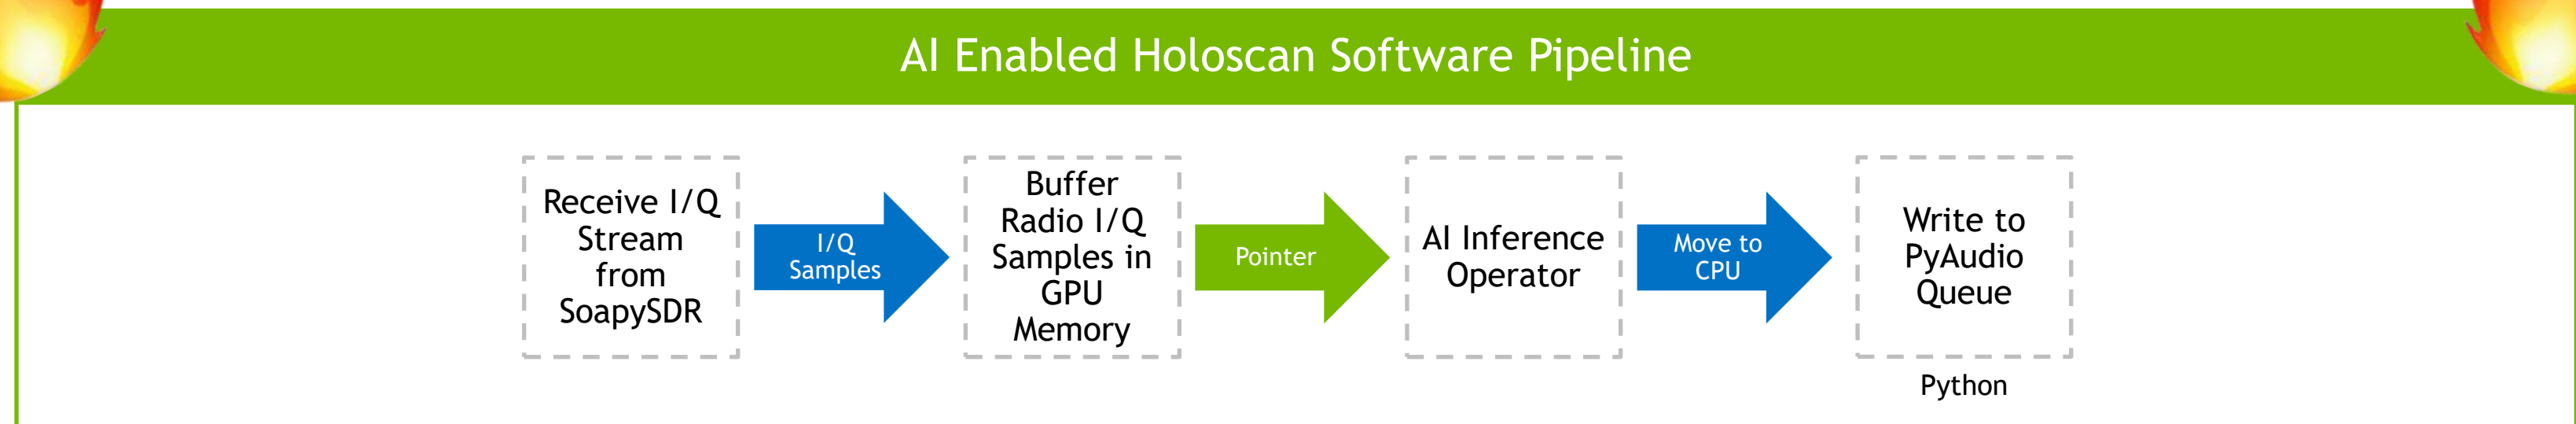 AI Enabled Holoscan Software Pipeline
Receive I/Q
Stream
from
SoapySDR
I/Q
Samples
Buffer
Radio I/Q
Samples in
GPU
Memory
Pointer
AI Inference
Operator
Move to
CPU
Write to
PyAudio
Queue
Python